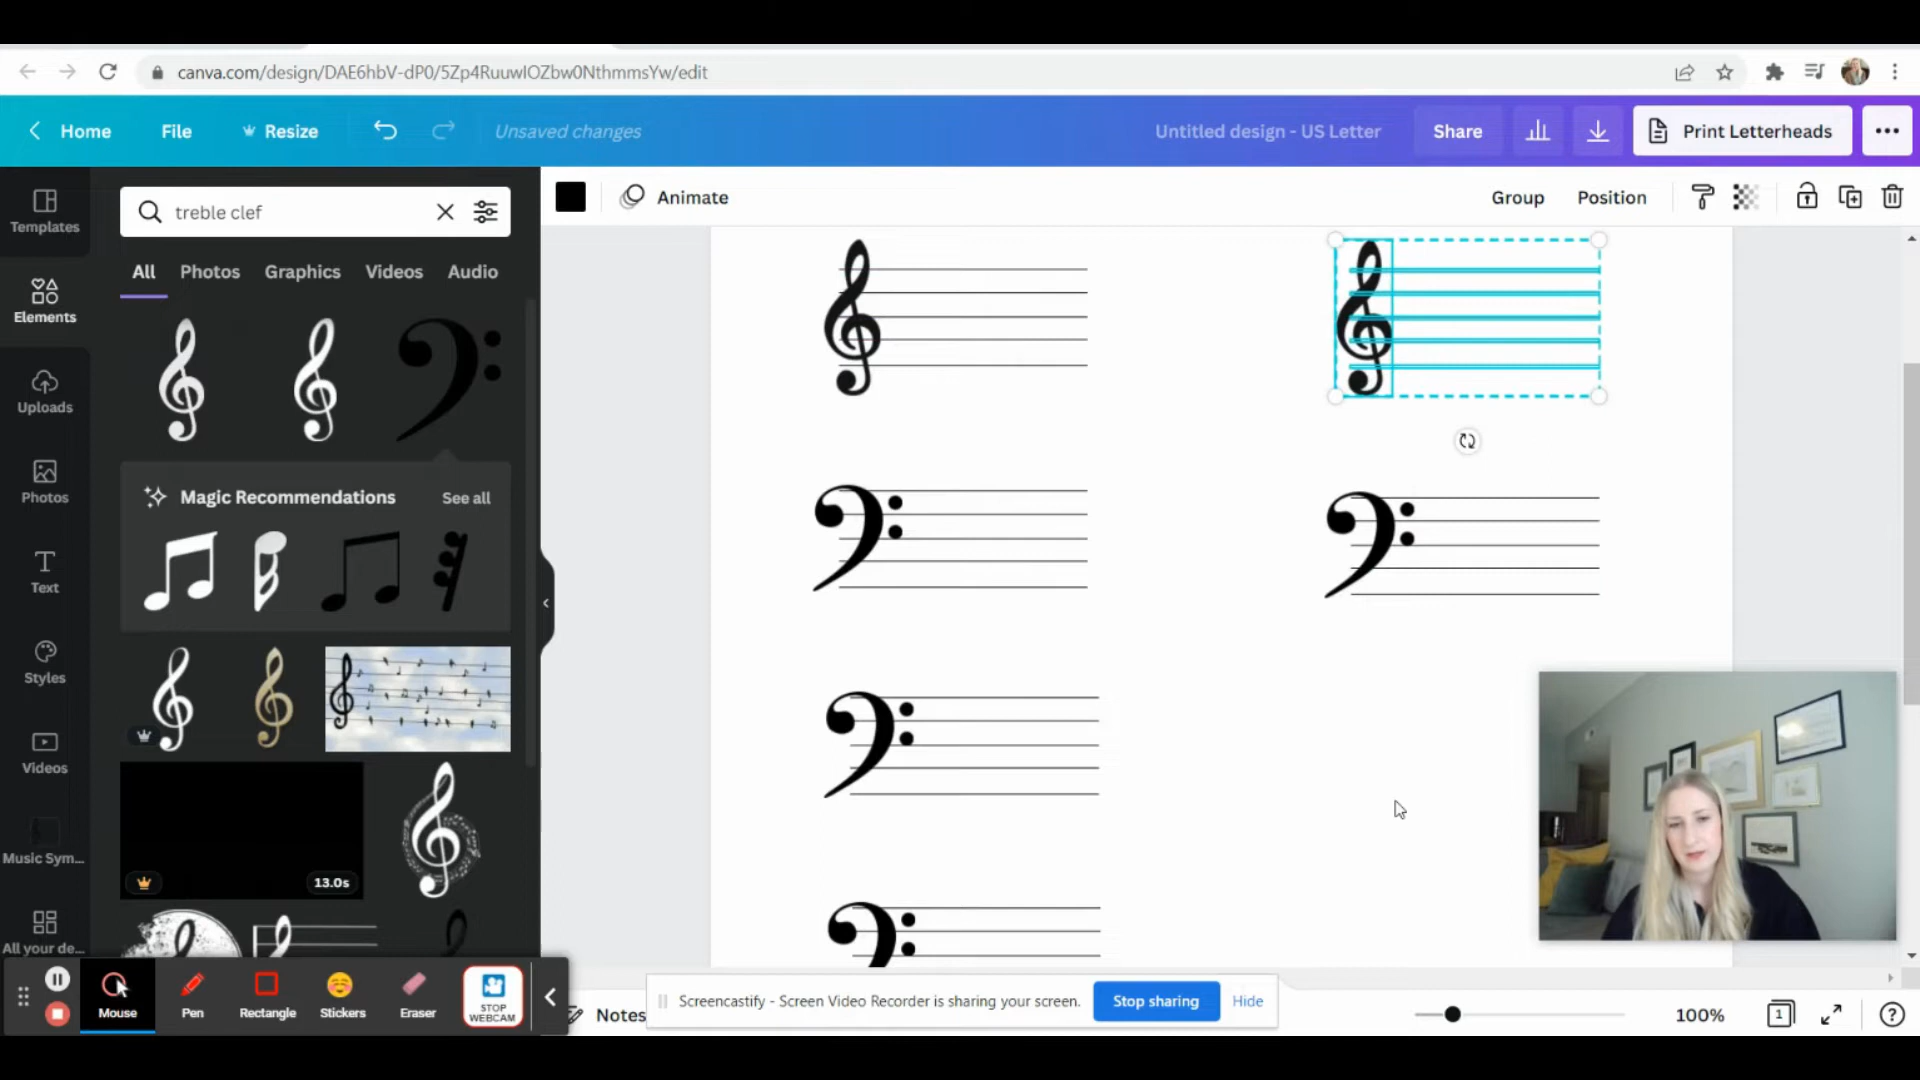 canva.com/design/DAE6hbV-dP0/5Zp4RuuwIOZbw0NthmmsYw/edit
Home
File
Resize
Unsaved changes
Untitled design - US Letter
Share
Print Letterheads
Templates
Elements
Uploads
Photos
Text
Styles
Videos
Music Sym...
All your de...
treble clef
All
Photos
Graphics
Videos
Audio
Magic Recommendations
See all
13.0s
Animate
Group
Position
Mouse
Pen
Rectangle
Stickers
Eraser
STOP
WEBCAM
Notes
Screencastify - Screen Video Recorder is sharing your screen.
Stop sharing
Hide
100%
1